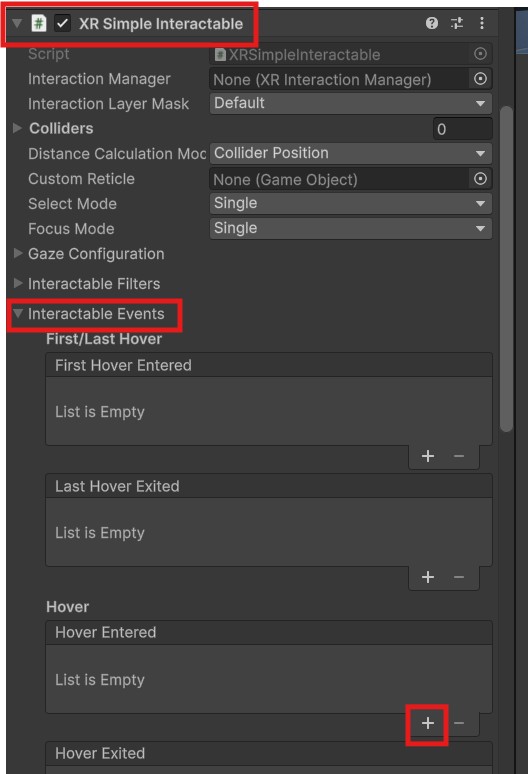 # XR Simple Interactable
Script #XRSimpleInteractable
Interaction Manager None (XR Interaction Manager)
Interaction Layer Mask Default
Colliders 0
Distance Calculation Moc Collider Position
Custom Reticle None (Game Object)
Select Mode Single
Focus Mode Single
Gaze Configuration
Interactable Filters
Interactable Events
First/Last Hover
First Hover Entered
List is Empty
+ −
Last Hover Exited
List is Empty
+ −
Hover
Hover Entered
List is Empty
+ −
Hover Exited